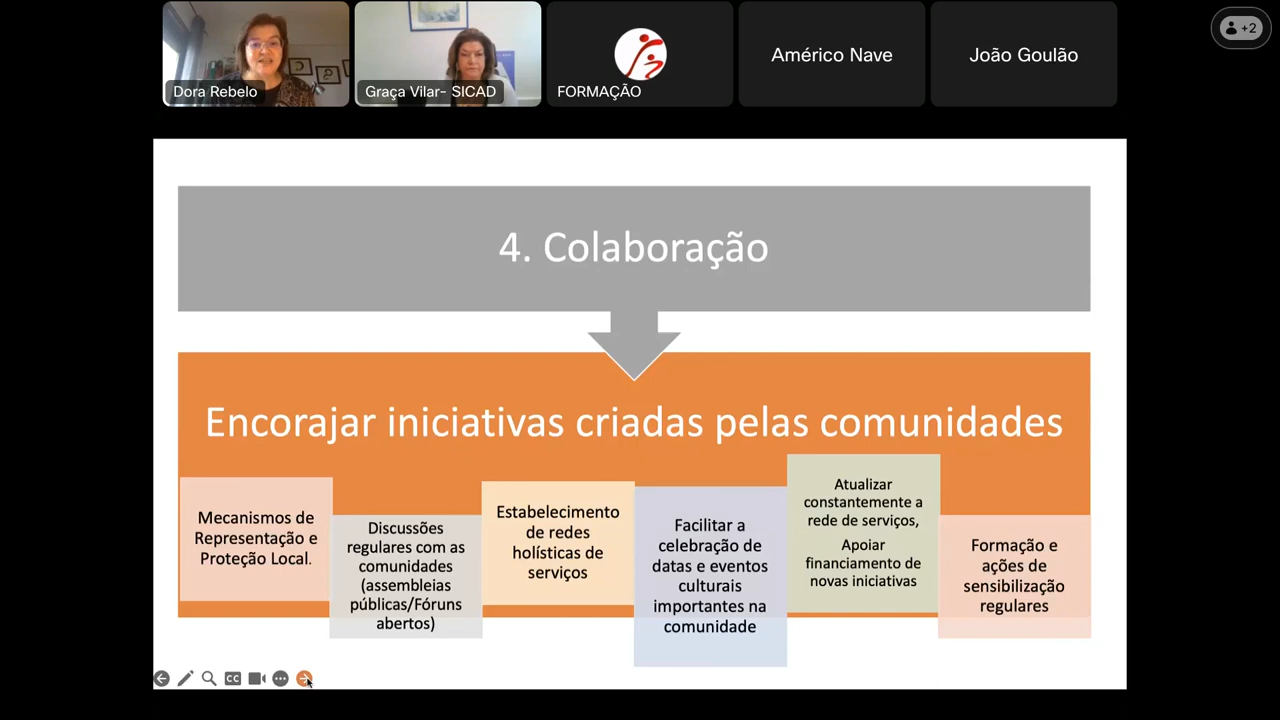 Dora Rebelo
Graça Vilar- SICAD
FORMAÇÃO
Américo Nave
João Goulão
+2
4. Colaboração
Encorajar iniciativas criadas pelas comunidades
Mecanismos de
Representação e
Proteção Local.
Discussões
regulares com as
comunidades
(assembleias
públicas/Fóruns
abertos)
Estabelecimento
de redes
holísticas de
serviços
Facilitar a
celebração de
datas e eventos
culturais
importantes na
comunidade
Atualizar
constantemente a
rede de serviços,
Apoiar
financiamento de
novas iniciativas
Formação e
ações de
sensibilização
regulares
CC